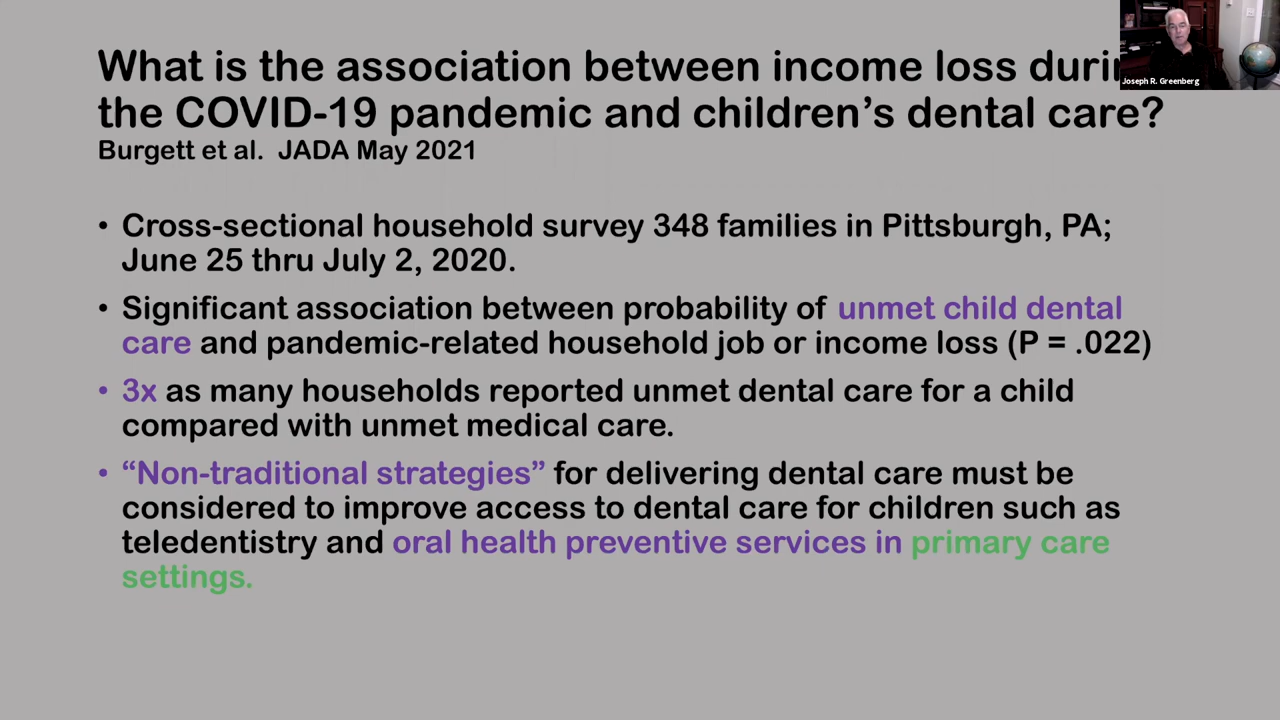 What is the association between income loss durin
the COVID-19 pandemic and children's dental care?
Burgett et al. JADA May 2021
• Cross-sectional household survey 348 families in Pittsburgh, PA;
June 25 thru July 2, 2020.
• Significant association between probability of unmet child dental
care and pandemic-related household job or income loss (P = .022)
• 3x as many households reported unmet dental care for a child
compared with unmet medical care.
• “Non-traditional strategies” for delivering dental care must be
considered to improve access to dental care for children such as
teledentistry and oral health preventive services in primary care
settings.
Joseph R. Greenberg